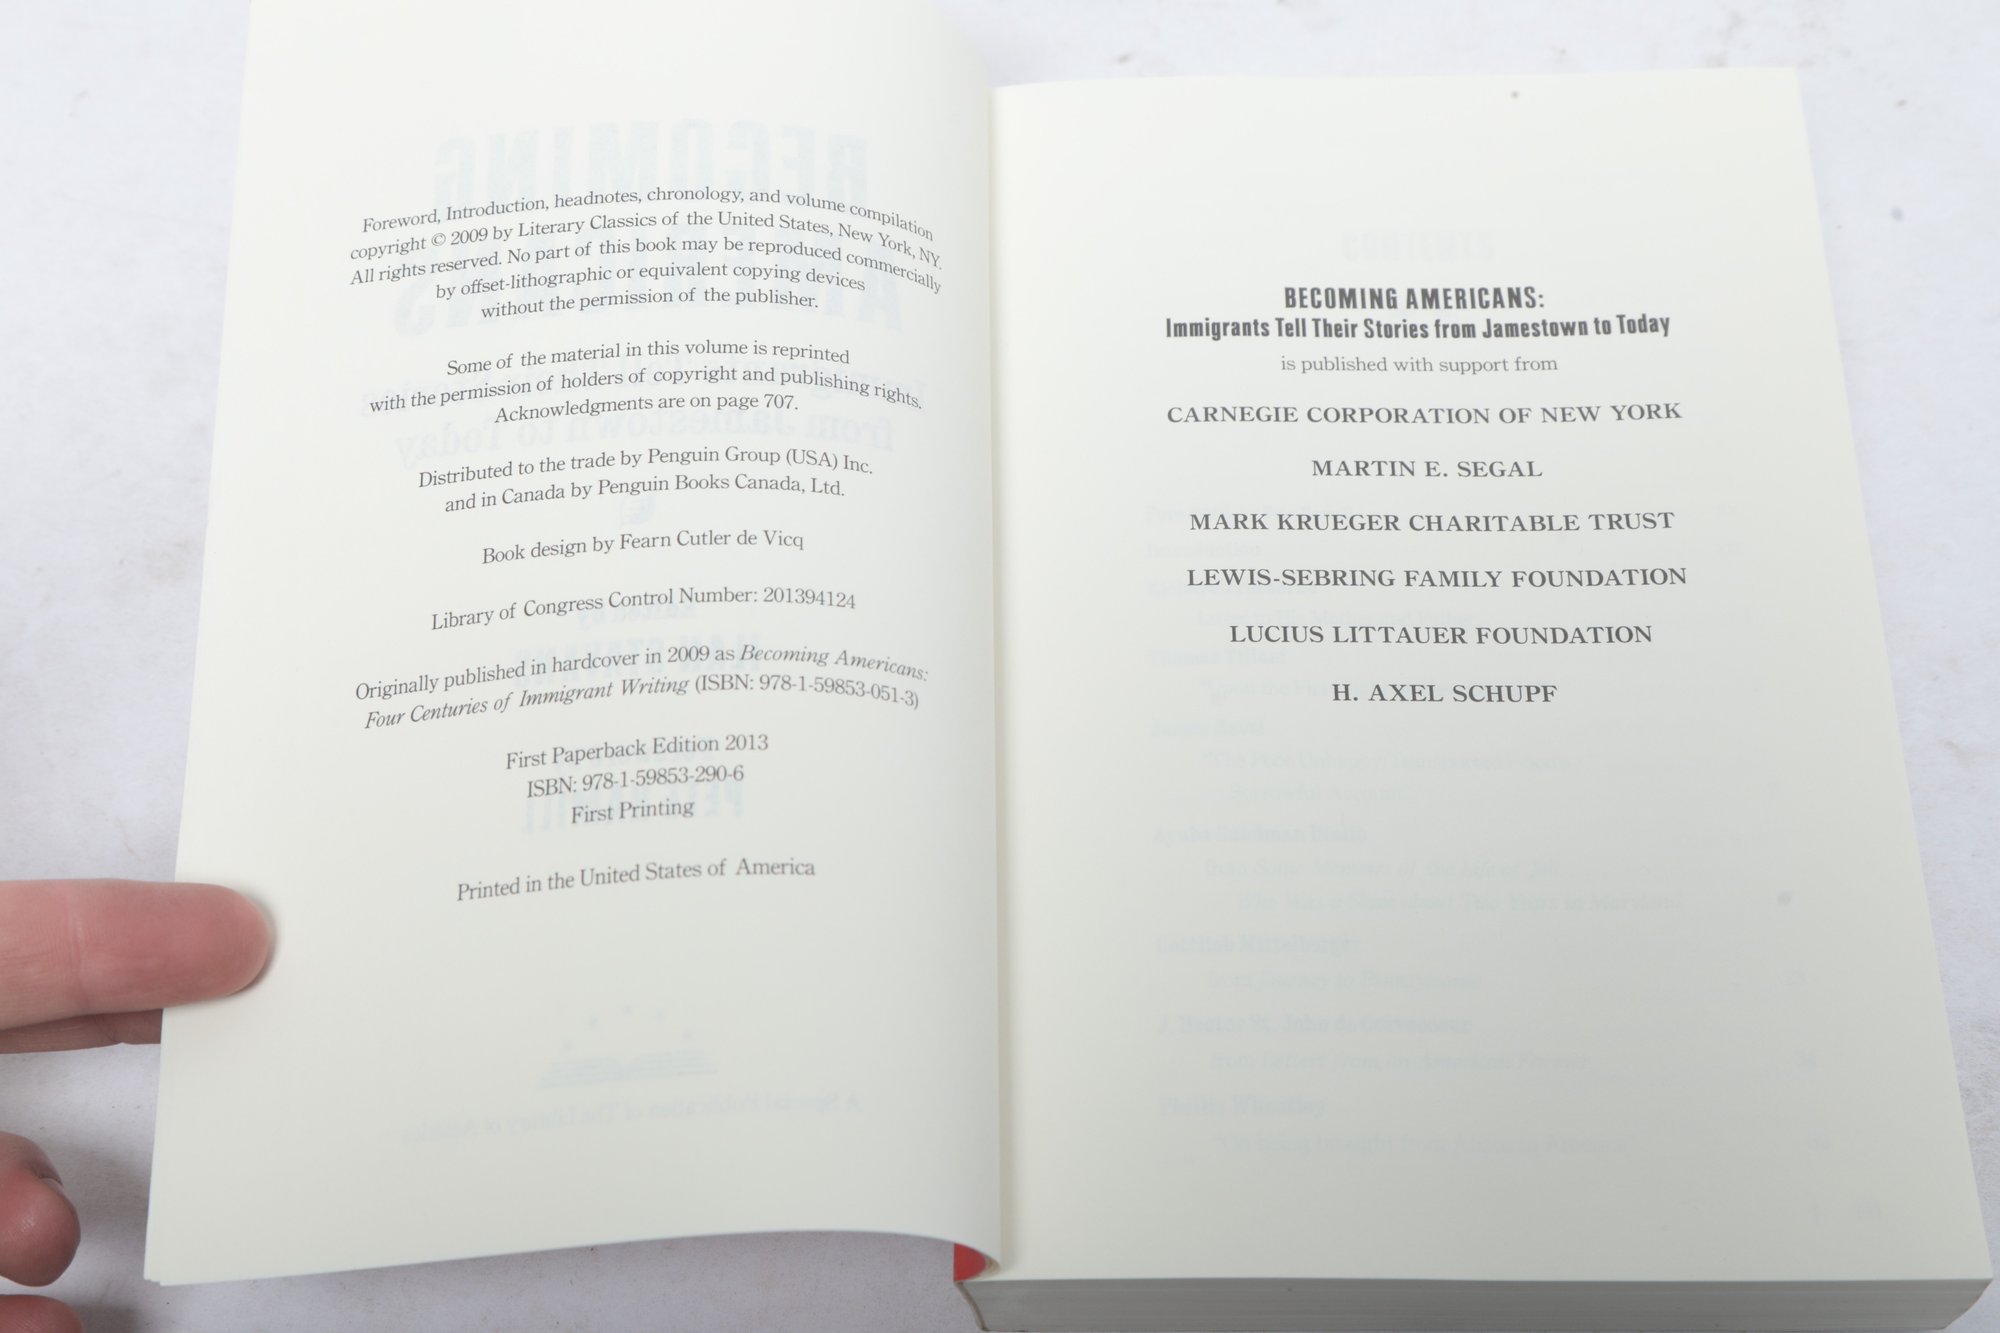 Foreword, Introduction, headnotes, chronology, and volume compilation
copyright © 2009 by Literary Classics of the United States, New York, NY.
All rights reserved. No part of this book may be reproduced commercially
by offset-lithographic or equivalent copying devices
without the permission of the publisher.
Some of the material in this volume is reprinted
with the permission of holders of copyright and publishing rights.
Acknowledgments are on page 707.
Distributed to the trade by Penguin Group (USA) Inc.
and in Canada by Penguin Books Canada, Ltd.
Book design by Fearn Cutler de Vicq
Library of Congress Control Number: 201394124
Originally published in hardcover in 2009 as Becoming Americans:
Four Centuries of Immigrant Writing (ISBN: 978-1-59853-051-3)
First Paperback Edition 2013
ISBN: 978-1-59853-290-6
First Printing
Printed in the United States of America
BECOMING AMERICANS:
Immigrants Tell Their Stories from Jamestown to Today
is published with support from
CARNEGIE CORPORATION OF NEW YORK
MARTIN E. SEGAL
MARK KRUEGER CHARITABLE TRUST
LEWIS-SEBRING FAMILY FOUNDATION
LUCIUS LITTAUER FOUNDATION
H. AXEL SCHUPF